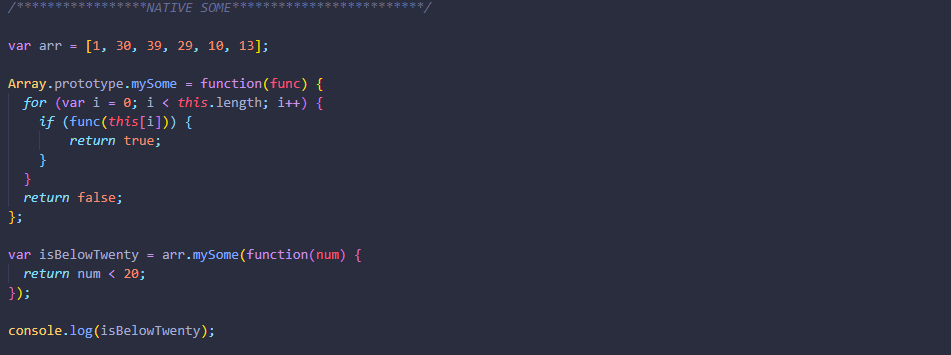 /*****************NATIVE SOME*************************/
var arr = [1, 30, 39, 29, 10, 13];
Array.prototype.mySome = function(func) {
for (var i = 0; i < this.length; i++) {
if (func(this[i])) {
return true;
}
}
return false;
};
var isBelowTwenty = arr.mySome(function(num) {
return num < 20;
});
console.log(isBelowTwenty);